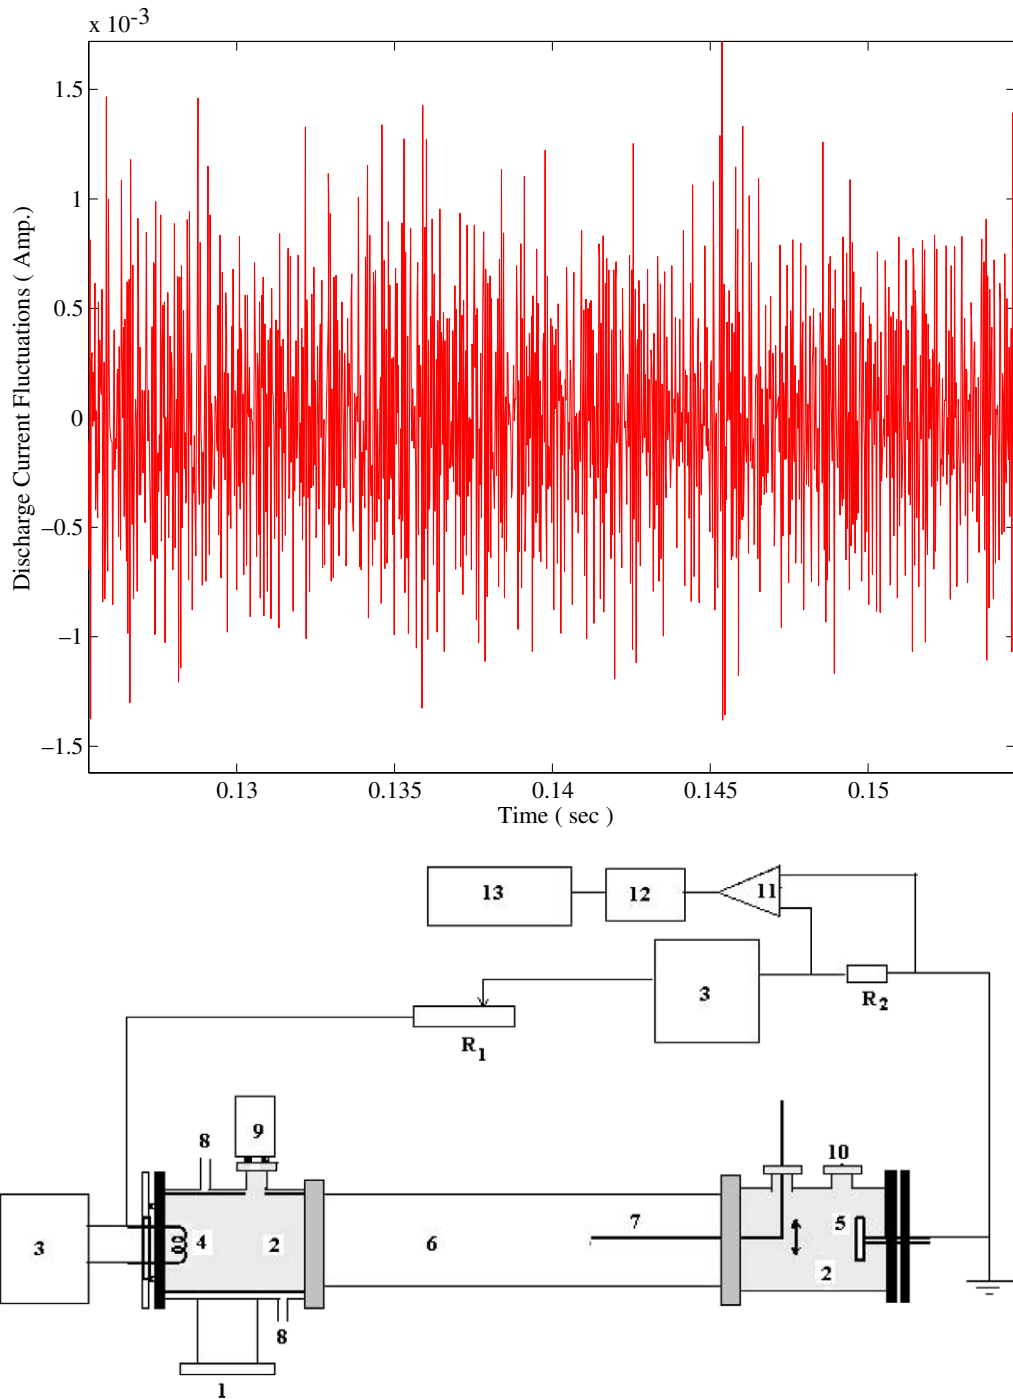 x 10-3
1.5
1
0.5
0
−0.5
−1
−1.5
Discharge Current Fluctuations ( Amp.)
0.13 0.135 0.14 0.145 0.15
Time ( sec )
13 12 11
3 R2
R1
9
8 10
3 4 2 6 7 5
2
8
1